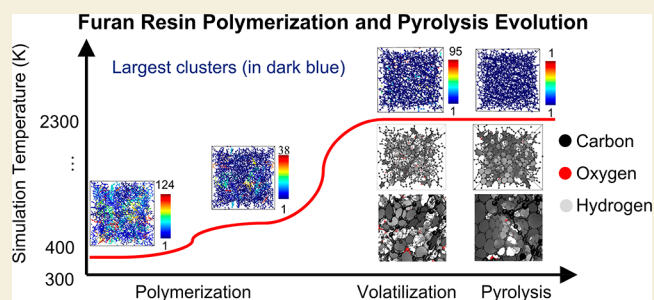 Furan Resin Polymerization and Pyrolysis Evolution
Simulation Temperature (K)
2300
⋮
400
300
Largest clusters (in dark blue)
124
1
38
1
95
1
1
1
Carbon
Oxygen
Hydrogen
Polymerization
Volatilization
Pyrolysis